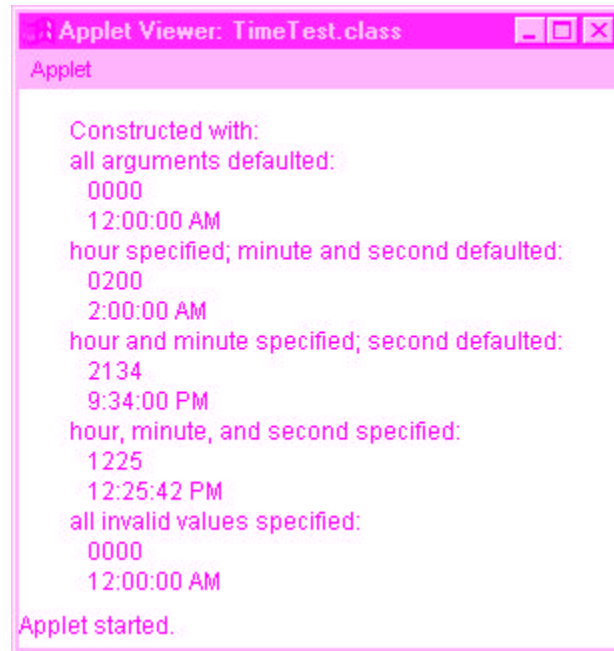 Applet Viewer: TimeTest.class
Applet
Constructed with:
all arguments defaulted:
0000
12:00:00 AM
hour specified; minute and second defaulted:
0200
2:00:00 AM
hour and minute specified; second defaulted:
2134
9:34:00 PM
hour, minute, and second specified:
1225
12:25:42 PM
all invalid values specified:
0000
12:00:00 AM
Applet started.